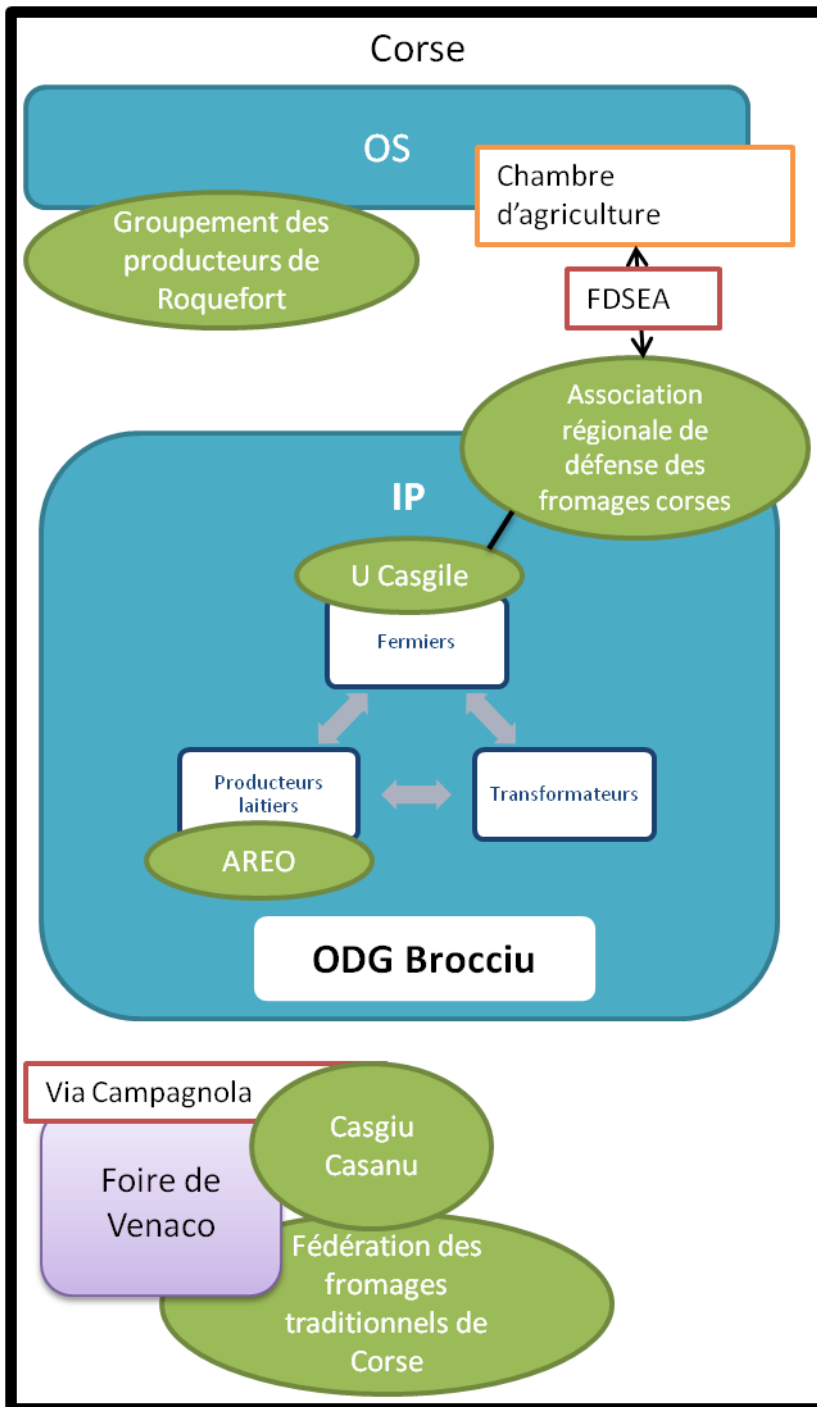 Corse
OS
Chambre
d'agriculture
Groupement des
producteurs de
Roquefort
FDSEA
Association
régionale de
défense des
fromages corses
IP
U Casgile
Fermiers
Producteurs
laitiers
Transformateurs
AREO
ODG Brocciu
Via Campagnola
Casgiu
Casanu
Foire de
Venaco
Fédération des
fromages
traditionnels de
Corse